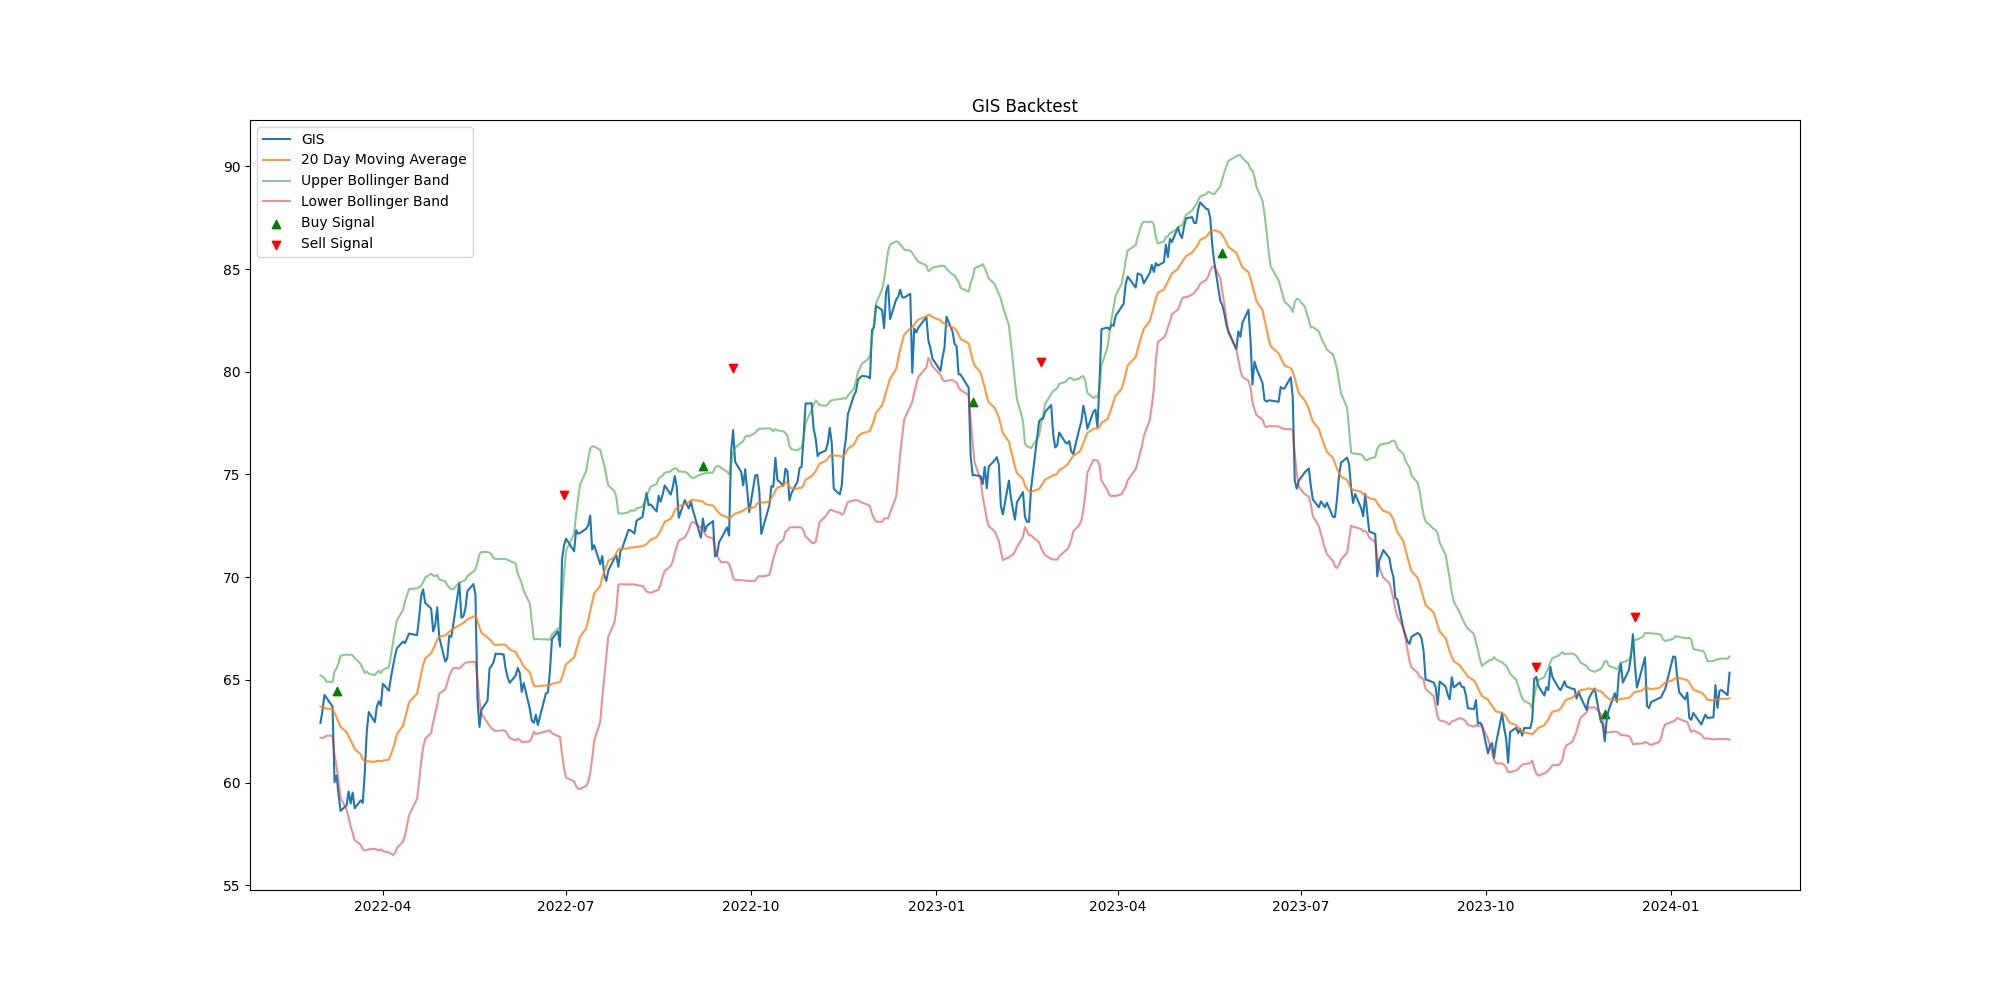 GIS Backtest
GIS
20 Day Moving Average
Upper Bollinger Band
Lower Bollinger Band
Buy Signal
Sell Signal
90
85
80
75
70
65
60
55
2022-04
2022-07
2022-10
2023-01
2023-04
2023-07
2023-10
2024-01